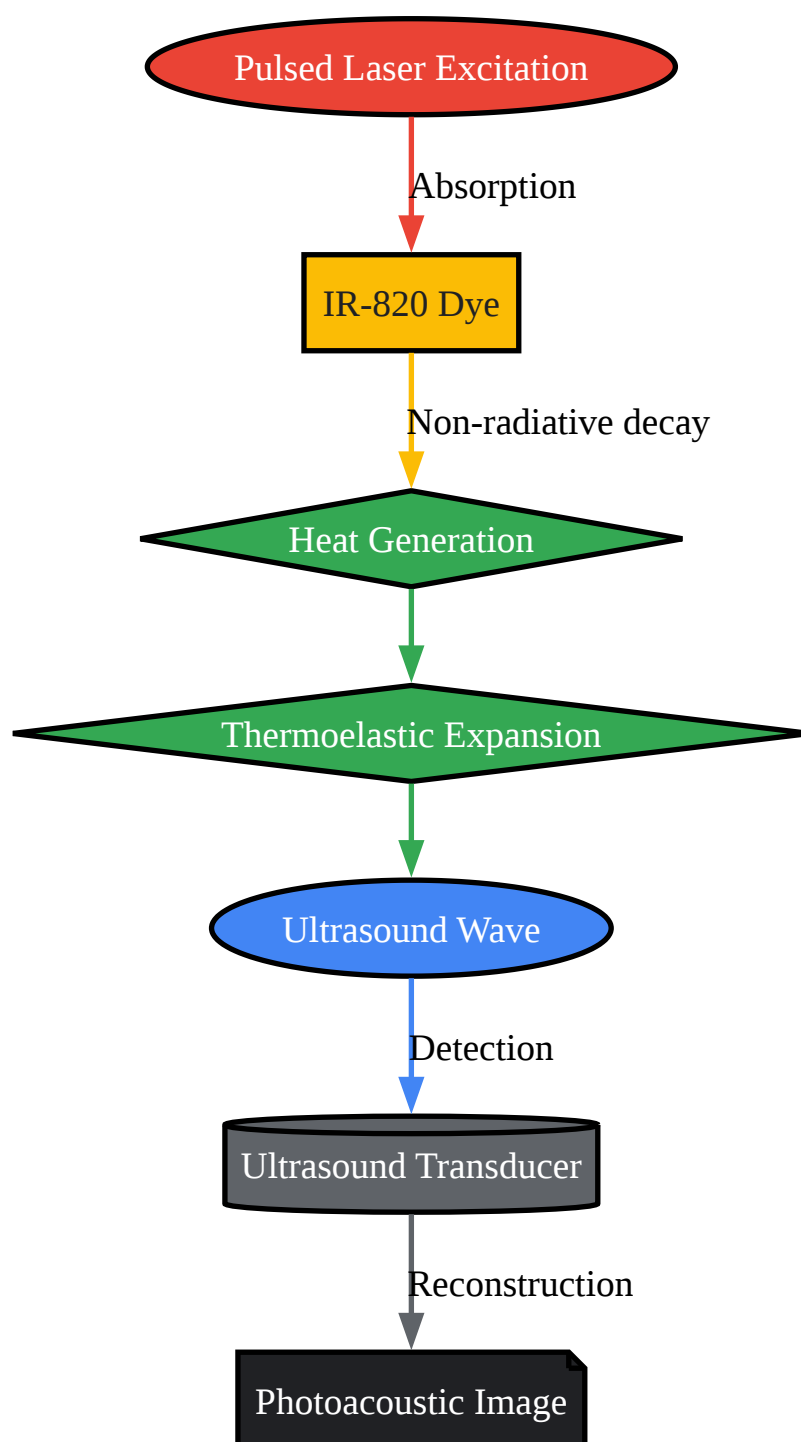 Pulsed Laser Excitation
Absorption
IR-820 Dye
Non-radiative decay
Heat Generation
Thermoelastic Expansion
Ultrasound Wave
Detection
Ultrasound Transducer
Reconstruction
Photoacoustic Image